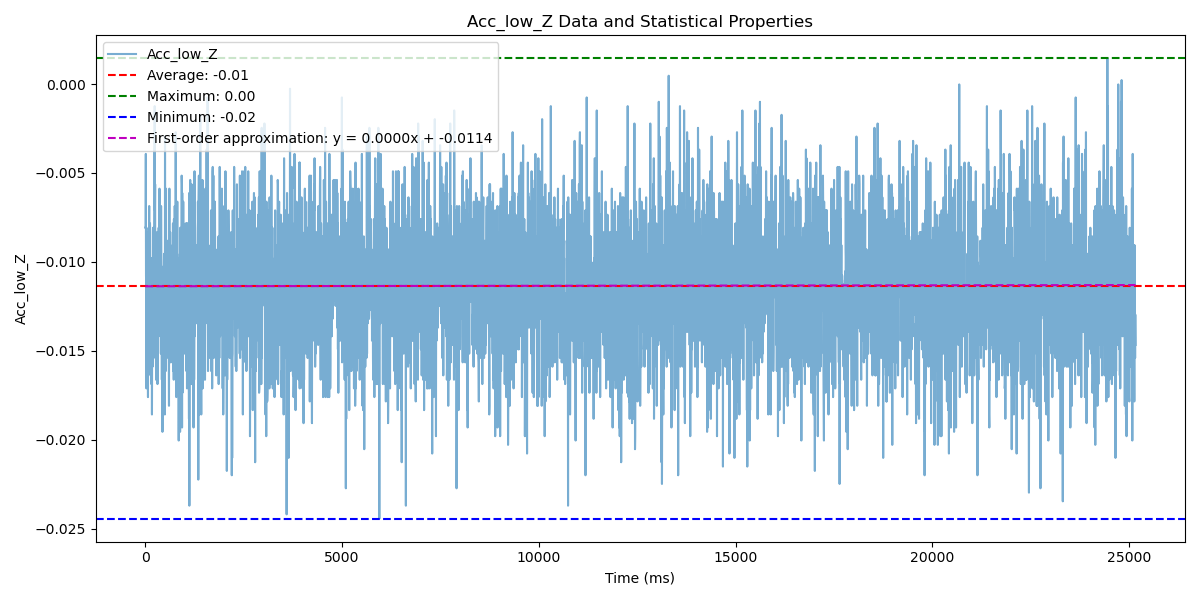 Acc_low_Z Data and Statistical Properties
Acc_low_Z
Average: -0.01
Maximum: 0.00
Minimum: -0.02
First-order approximation: y = 0.0000x + -0.0114
0.000
−0.005
−0.010
−0.015
−0.020
−0.025
Acc_low_Z
0
5000
10000
15000
20000
25000
Time (ms)